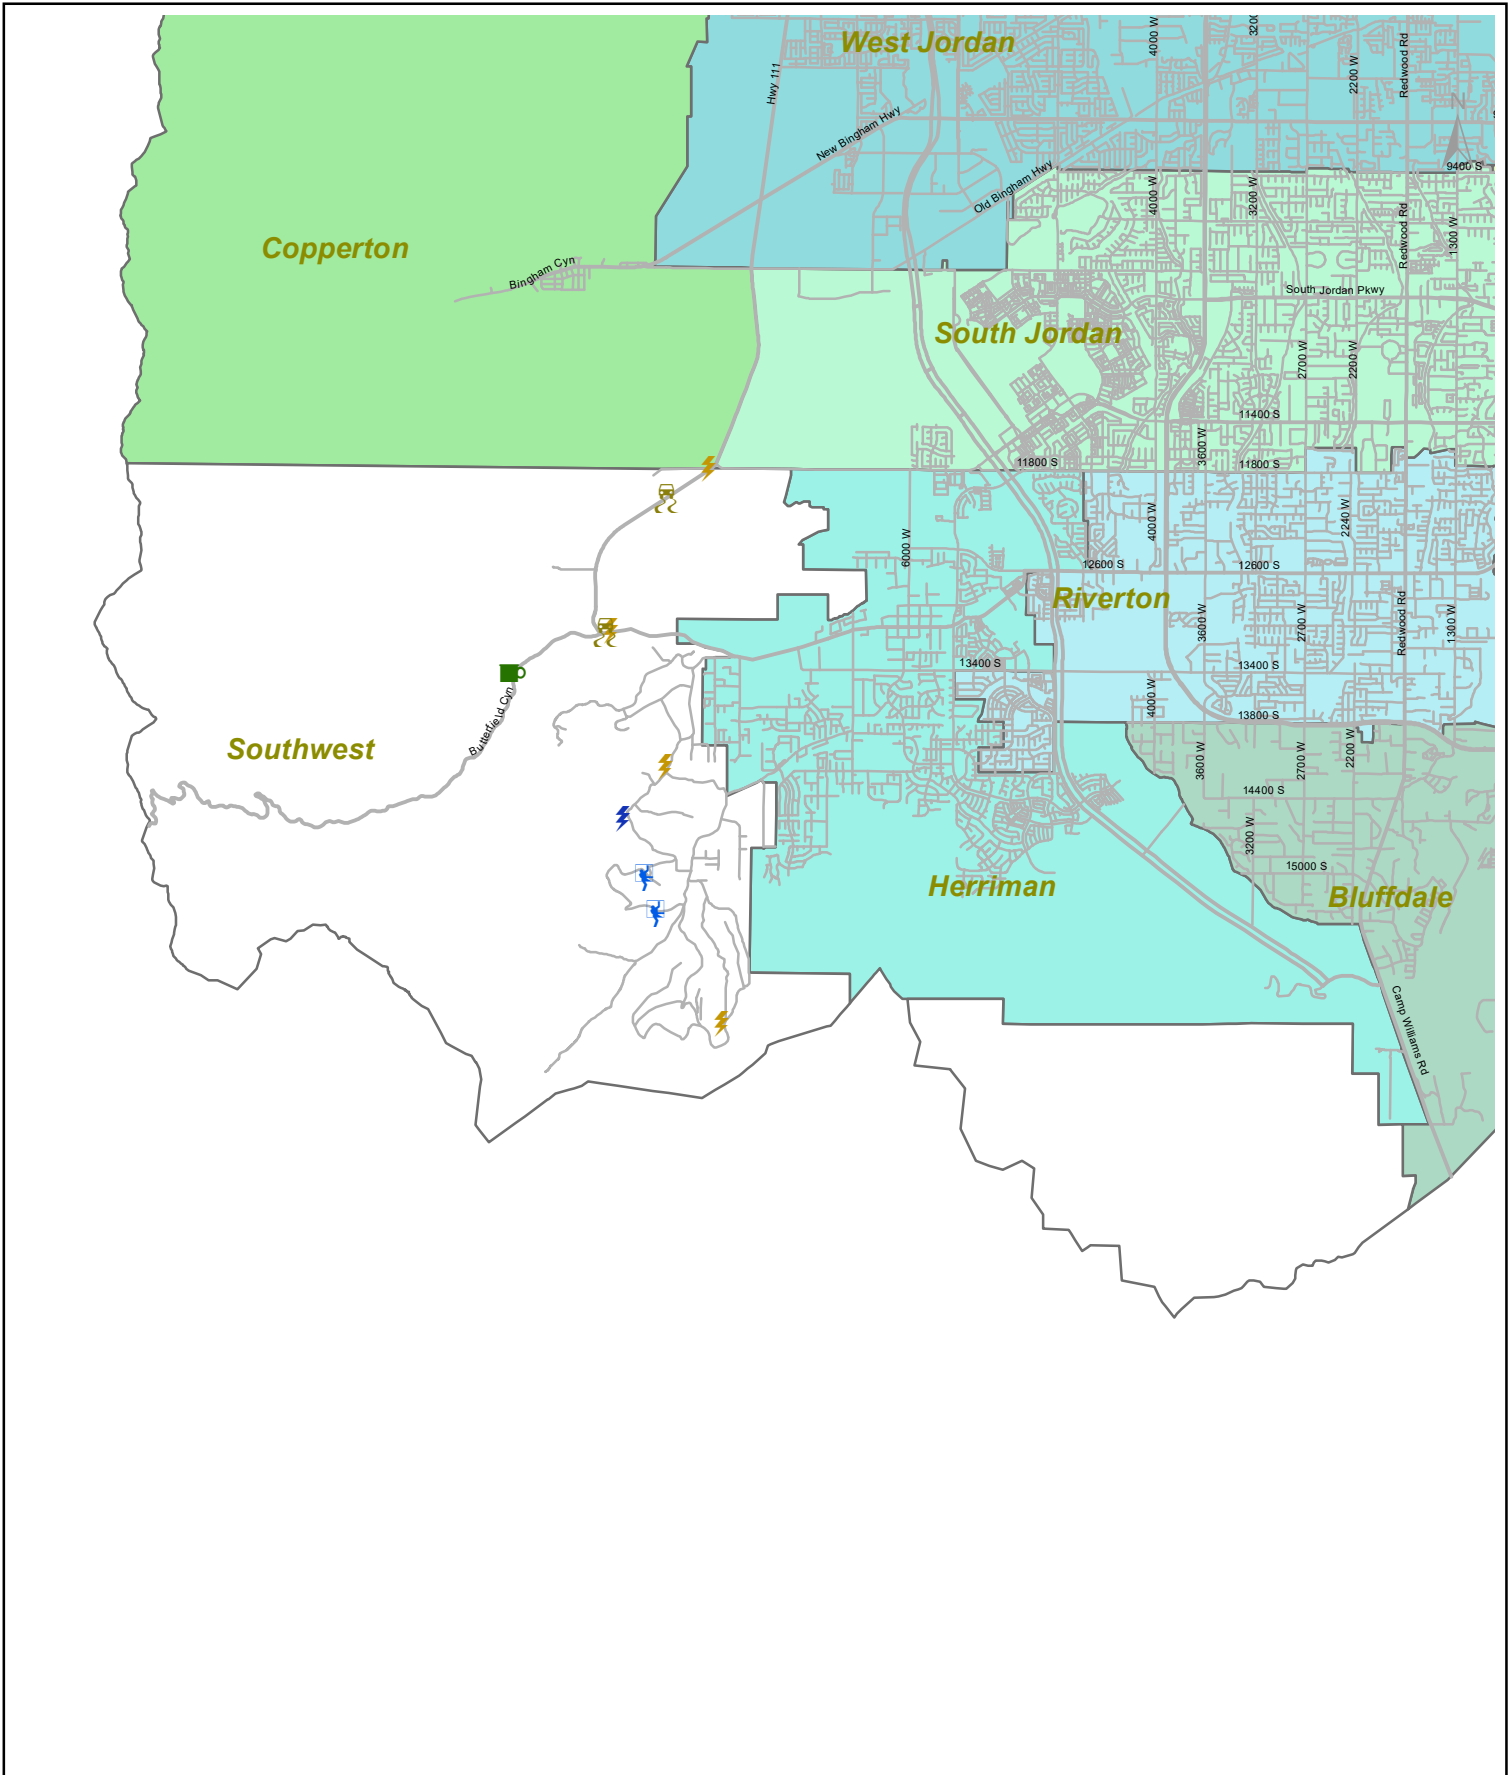 West Jordan
4000 W
3200
2200 W
Redwood Rd
Hwy 111
New Bingham Hwy
N
9
Old Bingham Hwy
9400 S
4000 W
3200 W
Redwood Rd
1300 W
Copperton
Bingham Cyn
South Jordan Pkwy
South Jordan
2700 W
2200 W
11400 S
3600 W
11800 S
11800 S
6000 W
4000 W
2240 W
12600 S
12600 S
Riverton
3600 W
2700 W
Redwood Rd
1300 W
13400 S
13400 S
Butterfield Cyn
4000 W
13800 S
Southwest
3600 W
2700 W
2200 W
14400 S
3200 W
15000 S
Herriman
Bluffdale
Camp Williams Rd